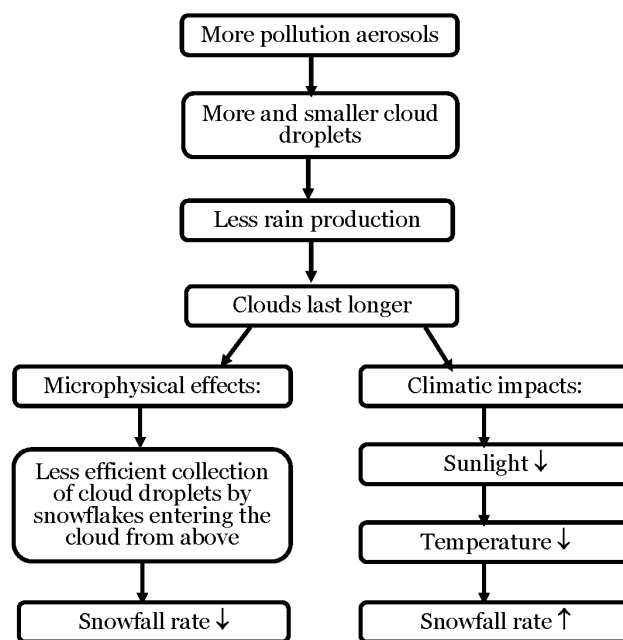 More pollution aerosols
More and smaller cloud
droplets
Less rain production
Clouds last longer
Microphysical effects:
Less efficient collection
of cloud droplets by
snowflakes entering the
cloud from above
Snowfall rate ↓
Climatic impacts:
Sunlight ↓
Temperature ↓
Snowfall rate ↑